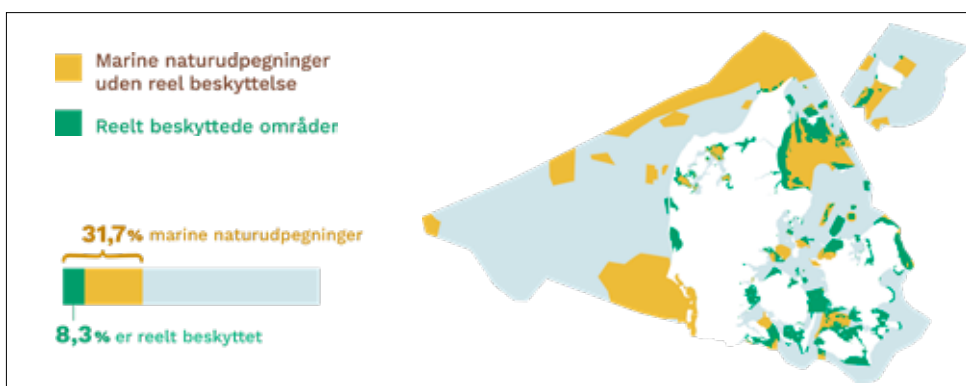 Marine naturudpegninger
uden reel beskyttelse
Reelt beskyttede områder
31,7% marine naturudpegninger
8,3% er reelt beskyttet